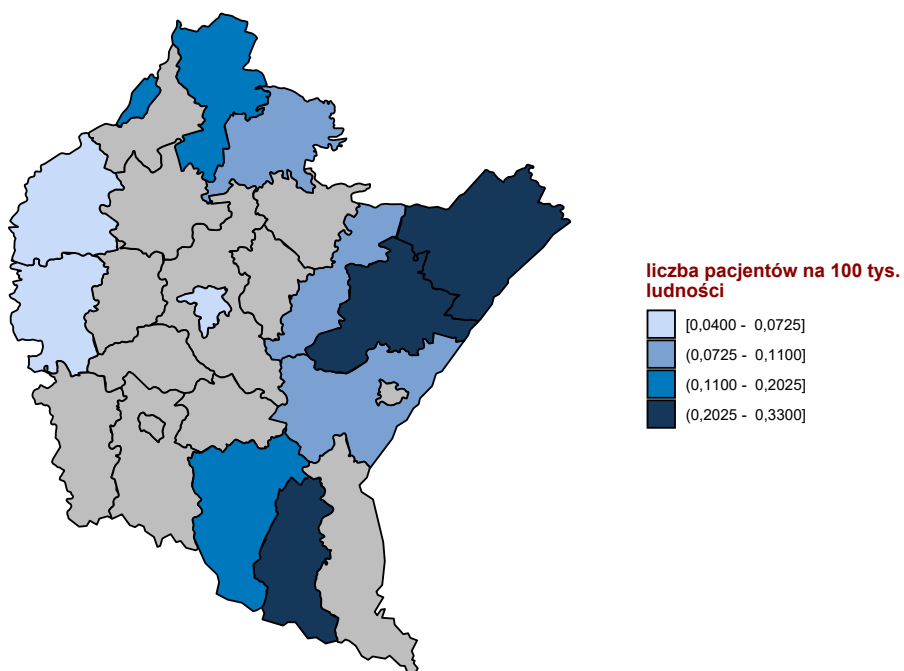 liczba pacjentów na 100 tys.
ludności
[0,0400 - 0,0725]
(0,0725 - 0,1100]
(0,1100 - 0,2025]
(0,2025 - 0,3300]